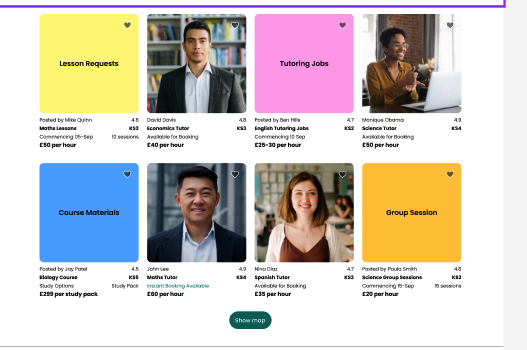 Lesson Requests
Tutoring Jobs
Posted by Mike Quinn 4.8
Maths Lessons KS3
Commencing 05-Sep 10 sessions
£50 per hour
David Davis 4.8
Economics Tutor KS3
Available for Booking
£40 per hour
Posted by Ben Hills 4.7
English Tutoring Jobs KS2
Commencing 10 Sep
£25-30 per hour
Monique Obama 4.9
Science Tutor KS4
Available for Booking
£50 per hour
Course Materials
Group Session
Posted by Jay Patel 4.5
Biology Course KS5
Study Options Study Pack
£299 per study pack
John Lee 4.9
Maths Tutor KS4
Instant Booking Available
£60 per hour
Nina Diaz 4.7
Spanish Tutor KS3
Available for Booking
£35 per hour
Posted by Paula Smith 4.8
Science Group Sessions KS3
Commencing 15-Sep 15 sessions
£20 per hour
Show map